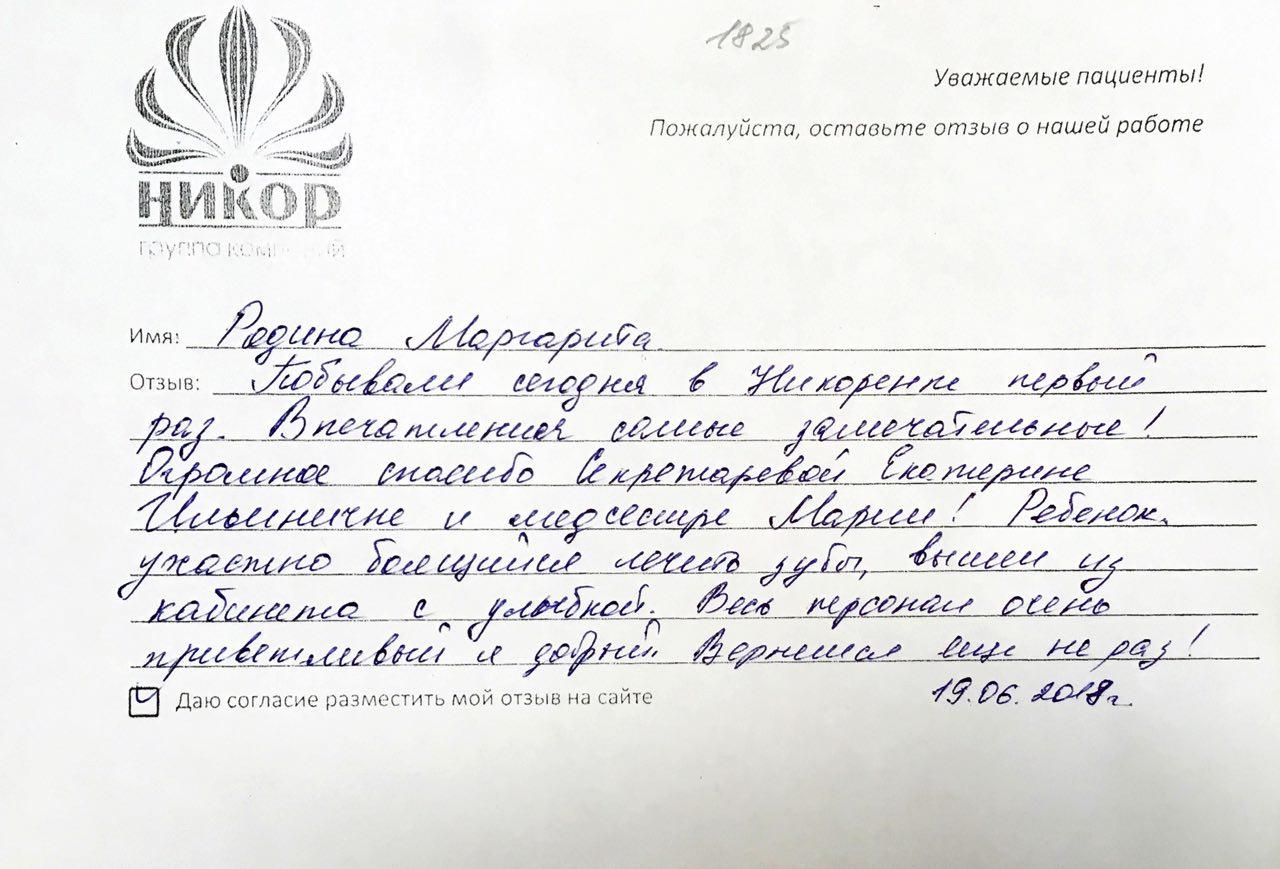 1825
Уважаемые пациенты!
Пожалуйста, оставьте отзыв о нашей работе
НИКОР
группа компаний
Имя: Родина Маргарита
Отзыв: Побывали сегодня в Никоренке первый
раз. Впечатления самые замечательные!
Огромное спасибо Секретаревой Екатерине
Ильиничне и медсестре Марии! Ребенок,
ужастно боящийся лечить зубы, вышел из
кабинета с улыбкой. Весь персонал очень
приветливый и добрый. Вернемся еще не раз!
Даю согласие разместить мой отзыв на сайте
19.06.2018г.